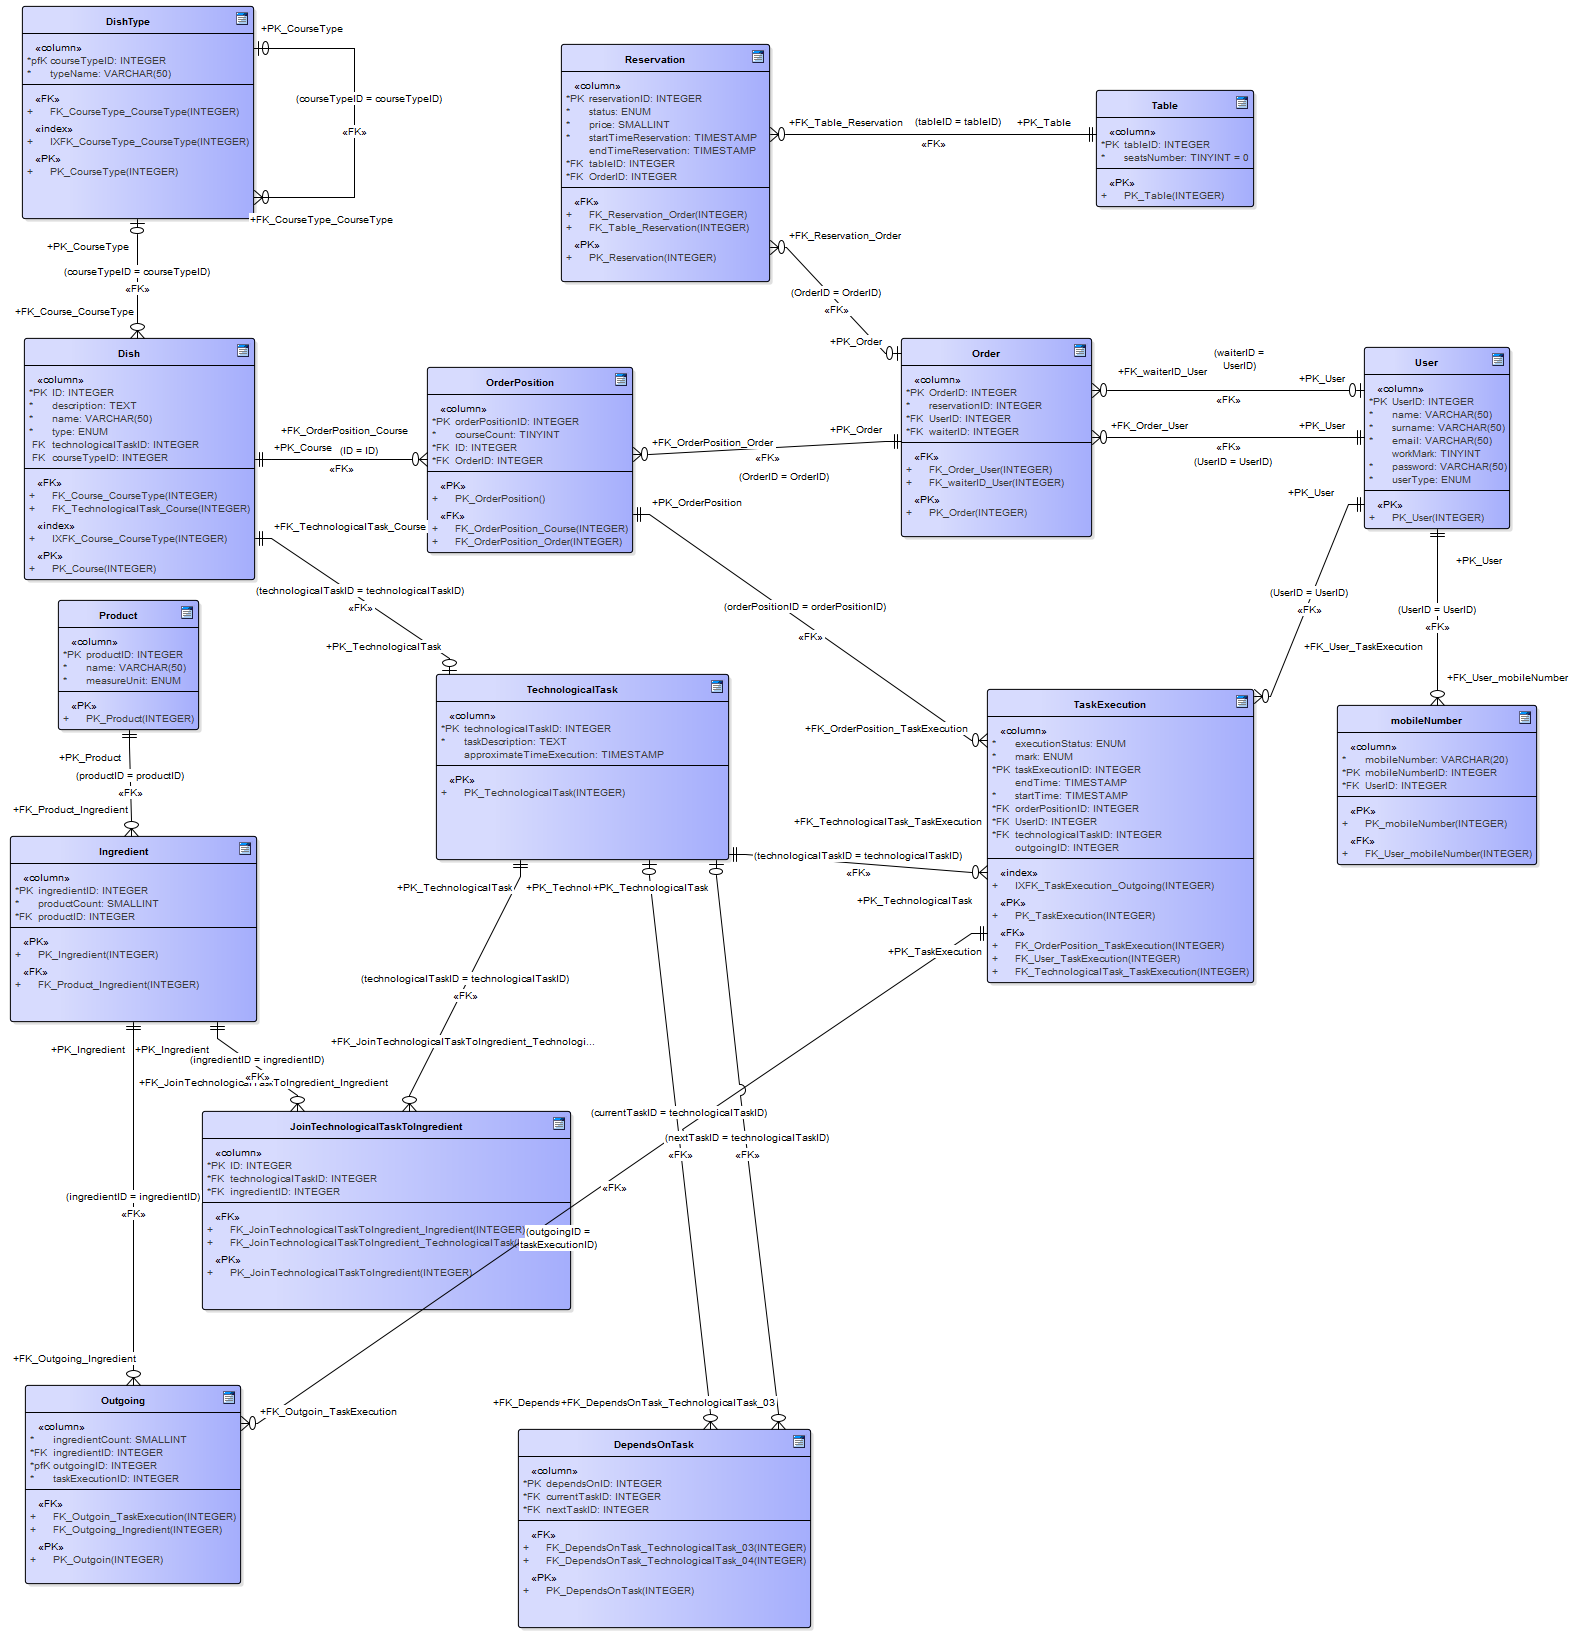 DishType
«column»
*pfK courseTypeID: INTEGER
* typeName: VARCHAR(50)
«FK»
+ FK_CourseType_CourseType(INTEGER)
«index»
+ IXFK_CourseType_CourseType(INTEGER)
«PK»
+ PK_CourseType(INTEGER)
+PK_CourseType
(courseTypeID = courseTypeID)
«FK»
+FK_CourseType_CourseType
+PK_CourseType
(courseTypeID = courseTypeID)
«FK»
+FK_Course_CourseType
Reservation
«column»
*PK reservationID: INTEGER
* status: ENUM
* price: SMALLINT
* startTimeReservation: TIMESTAMP
endTimeReservation: TIMESTAMP
*FK tableID: INTEGER
*FK OrderID: INTEGER
«FK»
+ FK_Reservation_Order(INTEGER)
+ FK_Table_Reservation(INTEGER)
«PK»
+ PK_Reservation(INTEGER)
+FK_Table_Reservation
(tableID = tableID)
+PK_Table
«FK»
Table
«column»
*PK tableID: INTEGER
* seatsNumber: TINYINT = 0
«PK»
+ PK_Table(INTEGER)
+FK_Reservation_Order
(OrderID = OrderID)
«FK»
+PK_Order
Dish
«column»
*PK ID: INTEGER
* description: TEXT
* name: VARCHAR(50)
* type: ENUM
FK technologicalTaskID: INTEGER
FK courseTypeID: INTEGER
«FK»
+ FK_Course_CourseType(INTEGER)
+ FK_TechnologicalTask_Course(INTEGER)
«index»
+ IXFK_Course_CourseType(INTEGER)
«PK»
+ PK_Course(INTEGER)
+FK_OrderPosition_Course
+PK_Course
(ID = ID)
«FK»
+FK_TechnologicalTask_Course
(technologicalTaskID = technologicalTaskID)
«FK»
+PK_TechnologicalTask
OrderPosition
«column»
*PK orderPositionID: INTEGER
*
courseCount: TINYINT
*FK ID: INTEGER
*FK OrderID: INTEGER
«PK»
+ PK_OrderPosition()
«FK»
+ FK_OrderPosition_Course(INTEGER)
+ FK_OrderPosition_Order(INTEGER)
+FK_OrderPosition_Order
+PK_Order
«FK»
(OrderID = OrderID)
+PK_OrderPosition
(orderPositionID = orderPositionID)
«FK»
+FK_OrderPosition_TaskExecution
Order
«column»
*PK OrderID: INTEGER
* reservationID: INTEGER
*FK UserID: INTEGER
*FK waiterID: INTEGER
«FK»
+ FK_Order_User(INTEGER)
+ FK_waiterID_User(INTEGER)
«PK»
+ PK_Order(INTEGER)
(waiterID =
UserID)
+FK_waiterID_User
+PK_User
«FK»
+FK_Order_User
+PK_User
«FK»
(UserID = UserID)
User
«column»
*PK UserID: INTEGER
* name: VARCHAR(50)
* surname: VARCHAR(50)
* email: VARCHAR(50)
workMark: TINYINT
* password: VARCHAR(50)
* userType: ENUM
«PK»
+ PK_User(INTEGER)
+PK_User
(UserID = UserID)
«FK»
+FK_User_TaskExecution
+PK_User
(UserID = UserID)
«FK»
+FK_User_mobileNumber
Product
«column»
*PK productID: INTEGER
* name: VARCHAR(50)
* measureUnit: ENUM
«PK»
+ PK_Product(INTEGER)
+PK_Product
(productID = productID)
«FK»
+FK_Product_Ingredient
TechnologicalTask
«column»
*PK technologicalTaskID: INTEGER
* taskDescription: TEXT
approximateTimeExecution: TIMESTAMP
«PK»
+ PK_TechnologicalTask(INTEGER)
TaskExecution
«column»
* executionStatus: ENUM
* mark: ENUM
*PK taskExecutionID: INTEGER
endTime: TIMESTAMP
* startTime: TIMESTAMP
*FK orderPositionID: INTEGER
*FK UserID: INTEGER
*FK technologicalTaskID: INTEGER
outgoingID: INTEGER
«index»
+ IXFK_TaskExecution_Outgoing(INTEGER)
«PK»
+ PK_TaskExecution(INTEGER)
«FK»
+ FK_OrderPosition_TaskExecution(INTEGER)
+ FK_User_TaskExecution(INTEGER)
+ FK_TechnologicalTask_TaskExecution(INTEGER)
mobileNumber
«column»
* mobileNumber: VARCHAR(20)
*PK mobileNumberID: INTEGER
*FK UserID: INTEGER
«PK»
+ PK_mobileNumber(INTEGER)
«FK»
+ FK_User_mobileNumber(INTEGER)
+FK_TechnologicalTask_TaskExecution
(technologicalTaskID = technologicalTaskID)
«FK»
+PK_TechnologicalTask
+PK_TaskExecution
Ingredient
«column»
*PK ingredientID: INTEGER
* productCount: SMALLINT
*FK productID: INTEGER
«PK»
+ PK_Ingredient(INTEGER)
«FK»
+ FK_Product_Ingredient(INTEGER)
+PK_TechnologicalTask
+PK_Technol
+PK_TechnologicalTask
(technologicalTaskID = technologicalTaskID)
«FK»
+FK_JoinTechnologicalTaskToIngredient_Technologi...
+PK_Ingredient
+PK_Ingredient
(ingredientID = ingredientID)
«FK»
+FK_JoinTechnologicalTaskToIngredient_Ingredient
JoinTechnologicalTaskToIngredient
«column»
*PK ID: INTEGER
*FK technologicalTaskID: INTEGER
*FK ingredientID: INTEGER
«FK»
+ FK_JoinTechnologicalTaskToIngredient_Ingredient(INTEGER)
+ FK_JoinTechnologicalTaskToIngredient_TechnologicalTask(
«PK»
+ PK_JoinTechnologicalTaskToIngredient(INTEGER)
(currentTaskID = technologicalTaskID)
(nextTaskID = technologicalTaskID)
«FK»
«FK»
«FK»
(outgoingID =
taskExecutionID)
(ingredientID = ingredientID)
«FK»
+FK_Outgoing_Ingredient
+FK_Outgoin_TaskExecution
+FK_Depends
+FK_DependsOnTask_TechnologicalTask_03
Outgoing
«column»
* ingredientCount: SMALLINT
*FK ingredientID: INTEGER
*pfK outgoingID: INTEGER
* taskExecutionID: INTEGER
«FK»
+ FK_Outgoin_TaskExecution(INTEGER)
+ FK_Outgoing_Ingredient(INTEGER)
«PK»
+ PK_Outgoin(INTEGER)
DependsOnTask
«column»
*PK dependsOnID: INTEGER
*FK currentTaskID: INTEGER
*FK nextTaskID: INTEGER
«FK»
+ FK_DependsOnTask_TechnologicalTask_03(INTEGER)
+ FK_DependsOnTask_TechnologicalTask_04(INTEGER)
«PK»
+ PK_DependsOnTask(INTEGER)